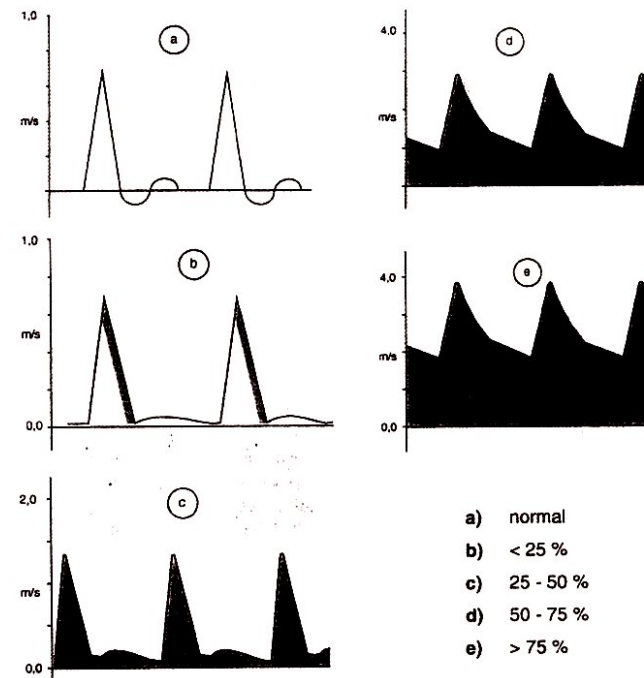 1,0
a
m/s
4.0
d
m/s
1,0
b
m/s
0,0
4,0
e
m/s
0,0
2,0
c
m/s
0,0
a) normal
b) < 25 %
c) 25 - 50 %
d) 50 - 75 %
e) > 75 %